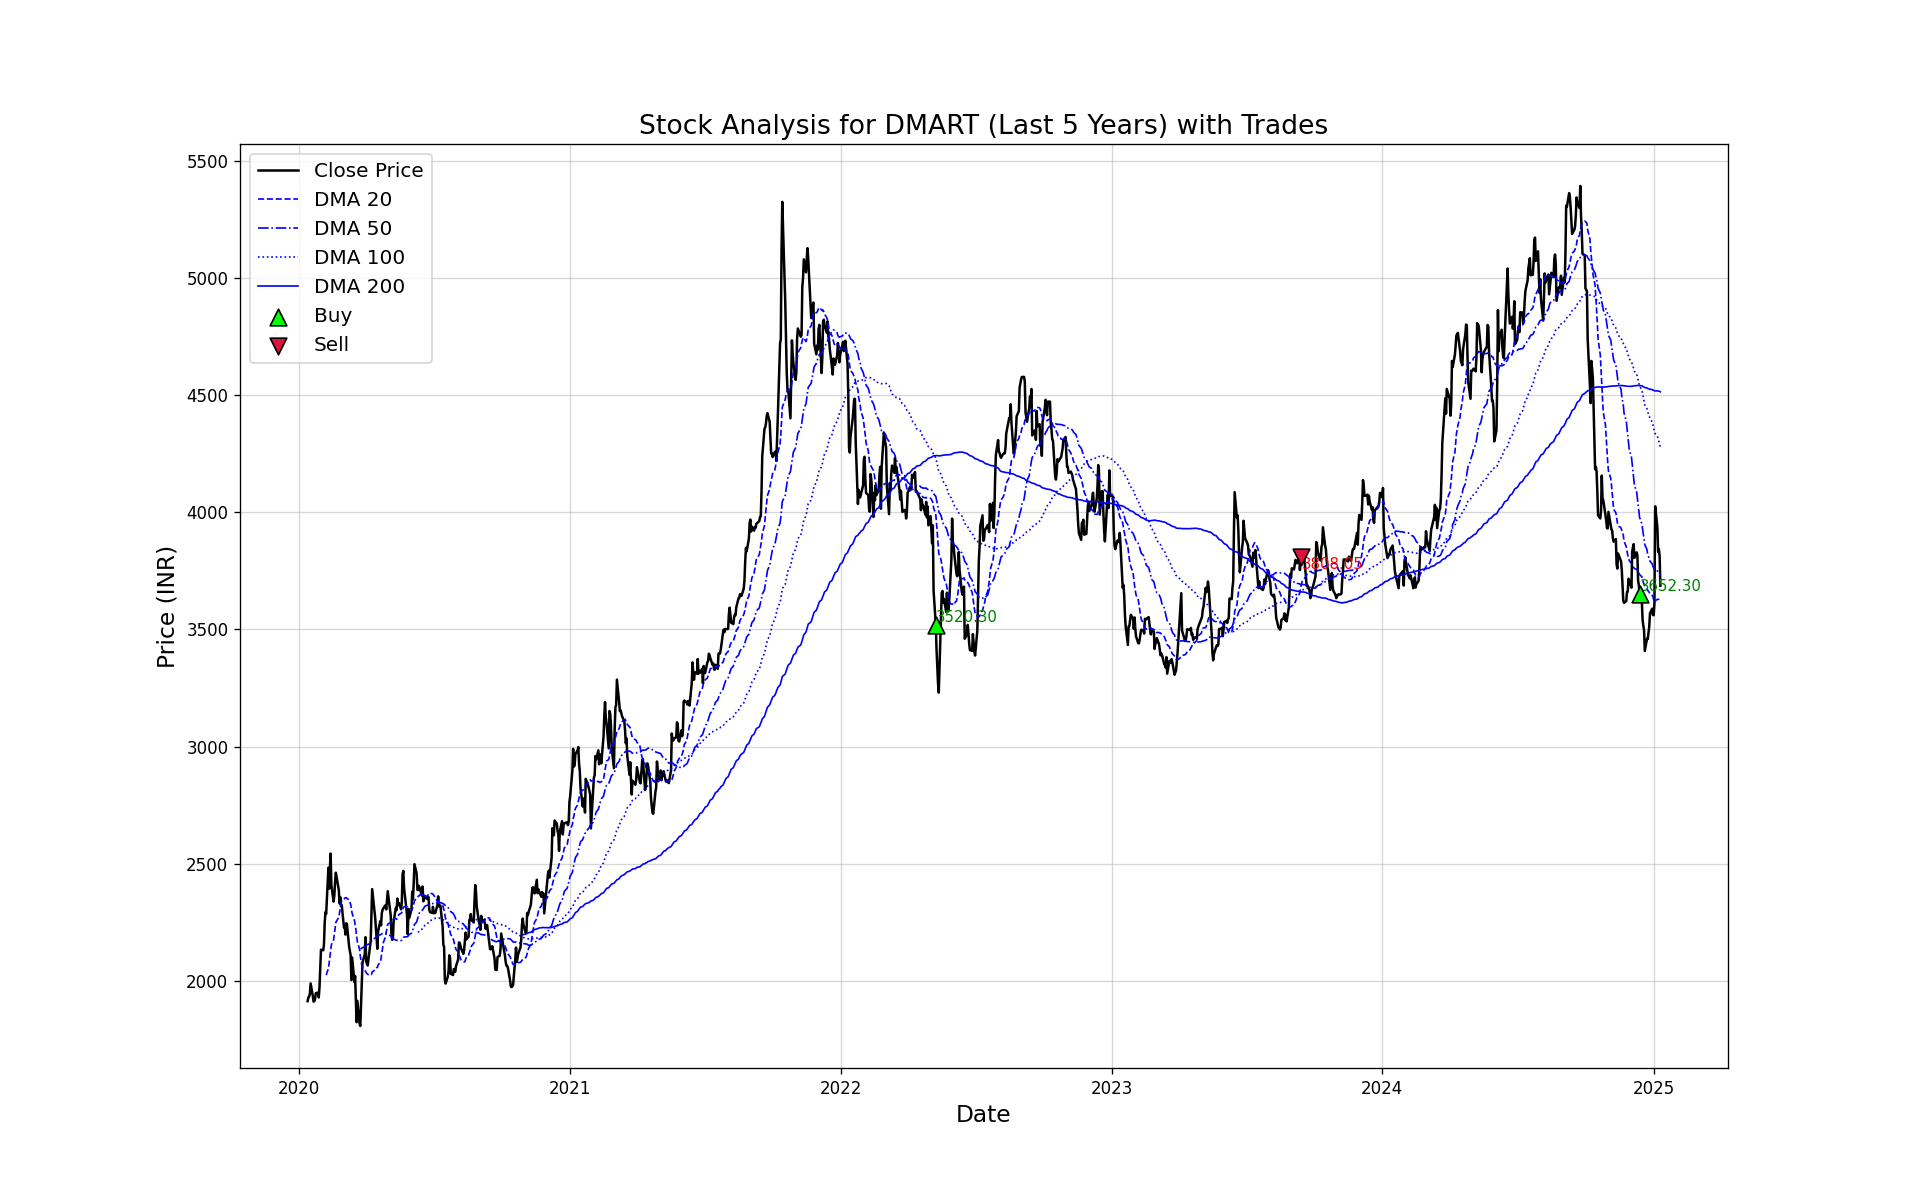 Stock Analysis for DMART (Last 5 Years) with Trades
Close Price
DMA 20
DMA 50
DMA 100
DMA 200
Buy
Sell
5500
5000
4500
4000
3500
3000
2500
2000
Price (INR)
3520.30
3808.05
3652.30
2020
2021
2022
2023
2024
2025
Date